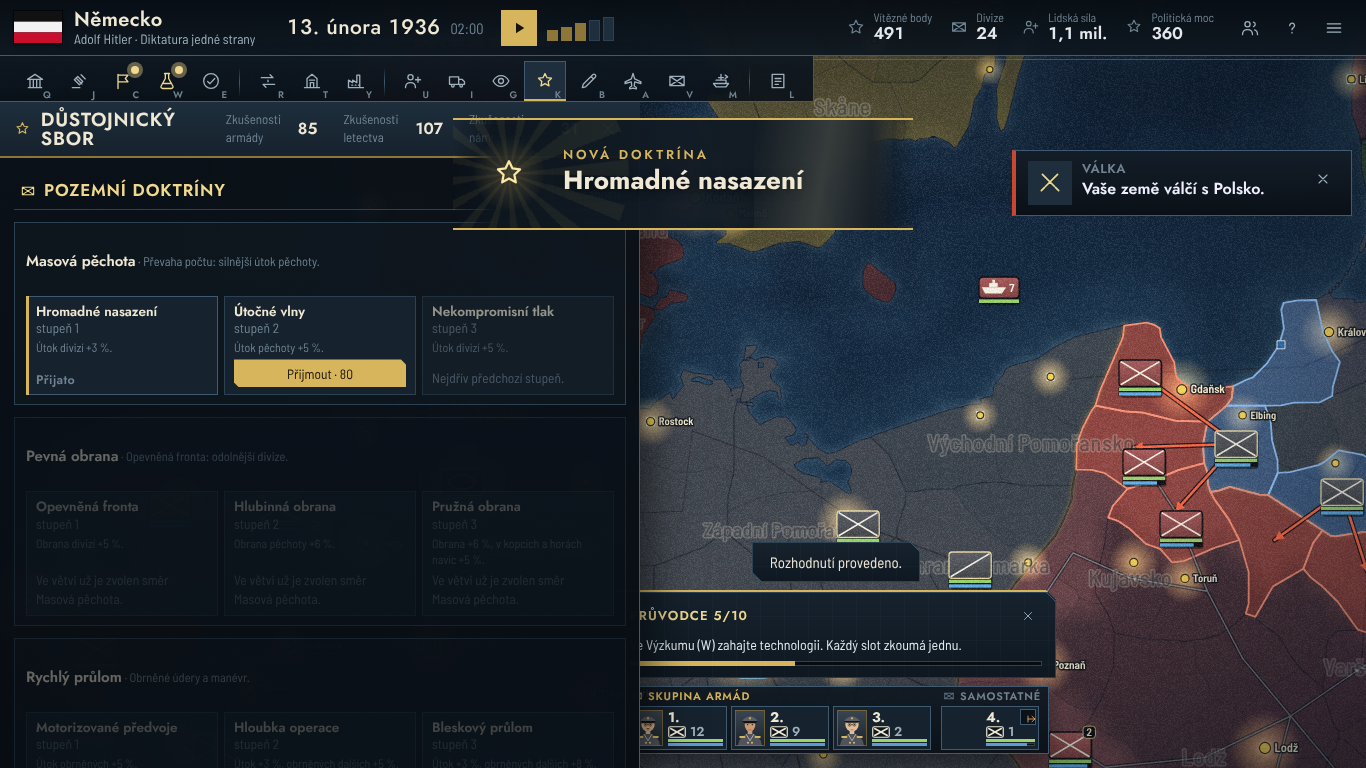 Německo
Adolf Hitler · Diktatura jedné strany
13. února 1936 02:00
Vítězné body
491
Divize
24
Lidská síla
1,1 mil.
Politická moc
360
?
Q J C W E R T Y U I G K B A V M L
DŮSTOJNICKÝ
SBOR
Zkušenosti
armády
85
Zkušenosti
letectva
107
NOVÁ DOKTRÍNA
Hromadné nasazení
VÁLKA
Vaše země válčí s Polsko.
POZEMNÍ DOKTRÍNY
Masová pěchota · Převaha počtu: silnější útok pěchoty.
Hromadné nasazení
stupeň 1
Útok divizí +3 %.
Přijato
Útočné vlny
stupeň 2
Útok pěchoty +5 %.
Přijmout · 80
Nekompromisní tlak
stupeň 3
Útok divizí +5 %.
Nejdřív předchozí stupeň.
Pevná obrana · Opevněná fronta: odolnější divize.
Opevněná fronta
stupeň 1
Obrana divizí +5 %.
Ve větvi už je zvolen směr
Masová pěchota.
Hlubinná obrana
stupeň 2
Obrana pěchoty +6 %.
Ve větvi už je zvolen směr
Masová pěchota.
Pružná obrana
stupeň 3
Obrana +6 %, v kopcích a horách
navíc +5 %.
Ve větvi už je zvolen směr
Masová pěchota.
Rychlý průlom · Obrněné údery a manévr.
Motorizované předvoje
stupeň 1
Hloubka operace
stupeň 2
Bleskový průlom
stupeň 3
Skåne
7
Gdaňsk
Elbing
Rostock
Východní Pomořansko
Západní Pomořa
Kujavsko
Toruň
Rozhodnutí provedeno.
RŮVODCE 5/10
e Výzkumu (W) zahajte technologii. Každý slot zkoumá jednu.
Poznaň
SKUPINA ARMÁD
SAMOSTATNÉ
1.
12
2.
9
3.
2
4.
1
2
Lodž
Lodž